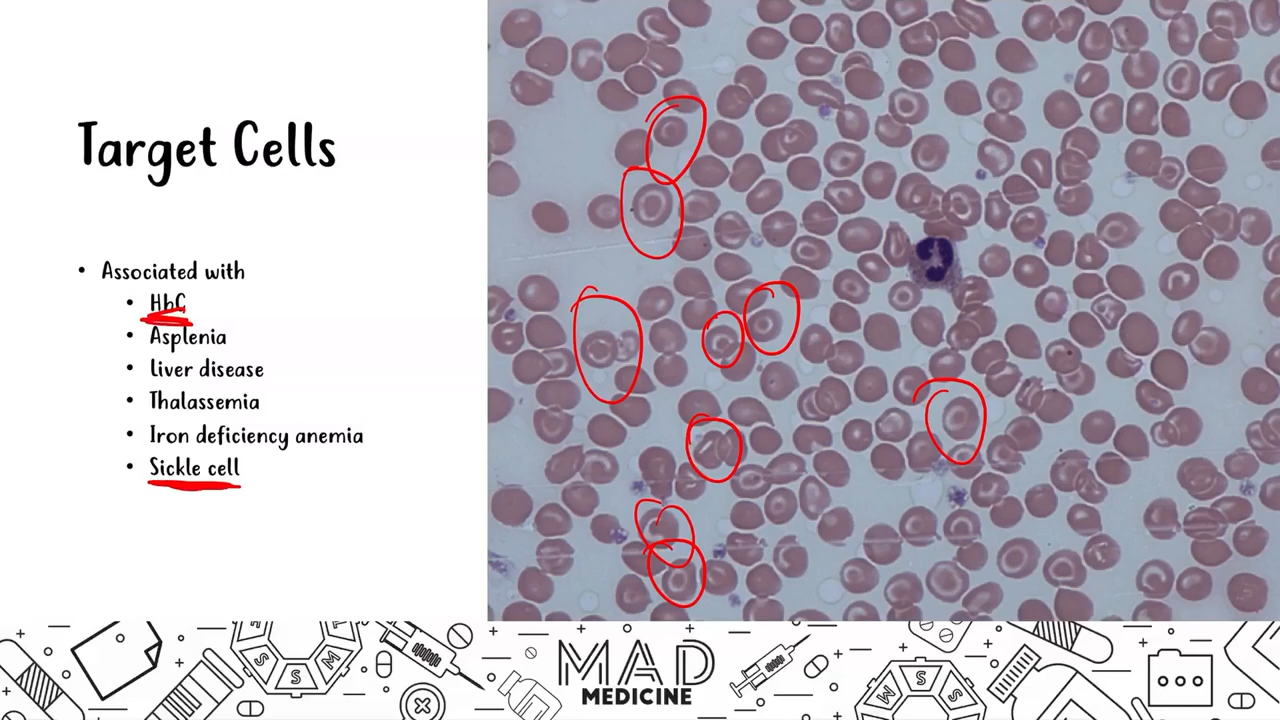 Target Cells
• Associated with
• HbC
• Asplenia
• Liver disease
• Thalassemia
• Iron deficiency anemia
• Sickle cell
MAD
MEDICINE
S
S
M
M
S
S